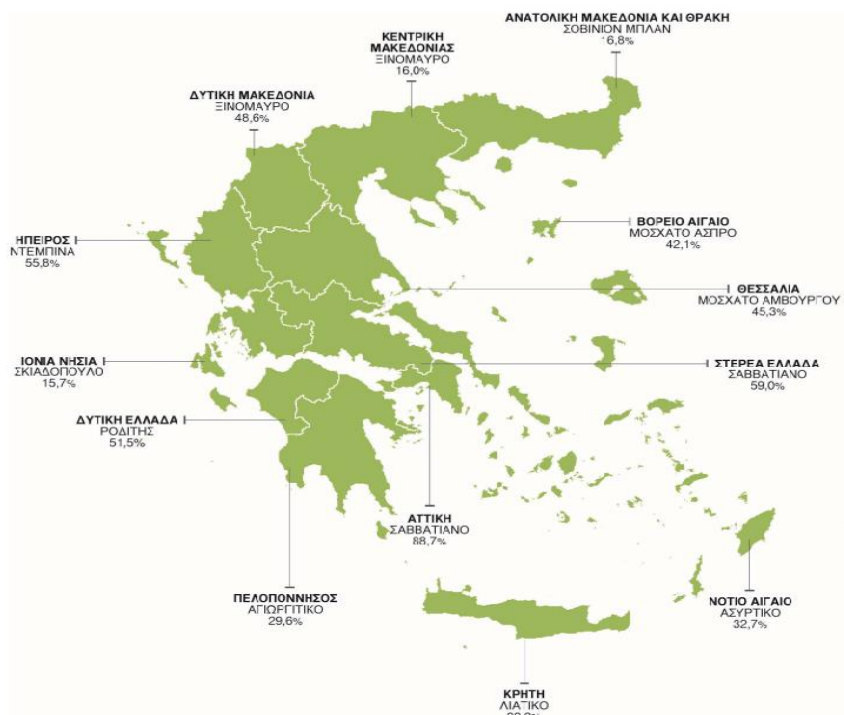 ΑΝΑΤΟΛΙΚΗ ΜΑΚΕΔΟΝΙΑ ΚΑΙ ΘΡΑΚΗ
ΣΟΒΙΝΙΟΝ ΜΠΛΑΝ
16,8%
ΚΕΝΤΡΙΚΗ
ΜΑΚΕΔΟΝΙΑΣ
ΞΙΝΟΜΑΥΡΟ
16,0%
ΔΥΤΙΚΗ ΜΑΚΕΔΟΝΙΑ
ΞΙΝΟΜΑΥΡΟ
48,6%
ΒΟΡΕΙΟ ΑΙΓΑΙΟ
ΜΟΣΧΑΤΟ ΑΣΠΡΟ
42,1%
ΗΠΕΙΡΟΣ
ΝΤΕΜΠΙΝΑ
55,8%
ΘΕΣΣΑΛΙΑ
ΜΟΣΧΑΤΟ ΑΜΒΟΥΡΓΟΥ
45,3%
ΙΟΝΙΑ ΝΗΣΙΑ
ΣΚΙΑΔΟΠΟΥΛΟ
15,7%
ΣΤΕΡΕΑ ΕΛΛΑΔΑ
ΣΑΒΒΑΤΙΑΝΟ
59,0%
ΔΥΤΙΚΗ ΕΛΛΑΔΑ
ΡΟΔΙΤΗΣ
51,5%
ΑΤΤΙΚΗ
ΣΑΒΒΑΤΙΑΝΟ
88,7%
ΠΕΛΟΠΟΝΝΗΣΟΣ
ΑΓΙΩΡΓΙΤΙΚΟ
29,6%
ΝΟΤΙΟ ΑΙΓΑΙΟ
ΑΣΥΡΤΙΚΟ
32,7%
ΚΡΗΤΗ
ΛΙΑΤΙΚΟ